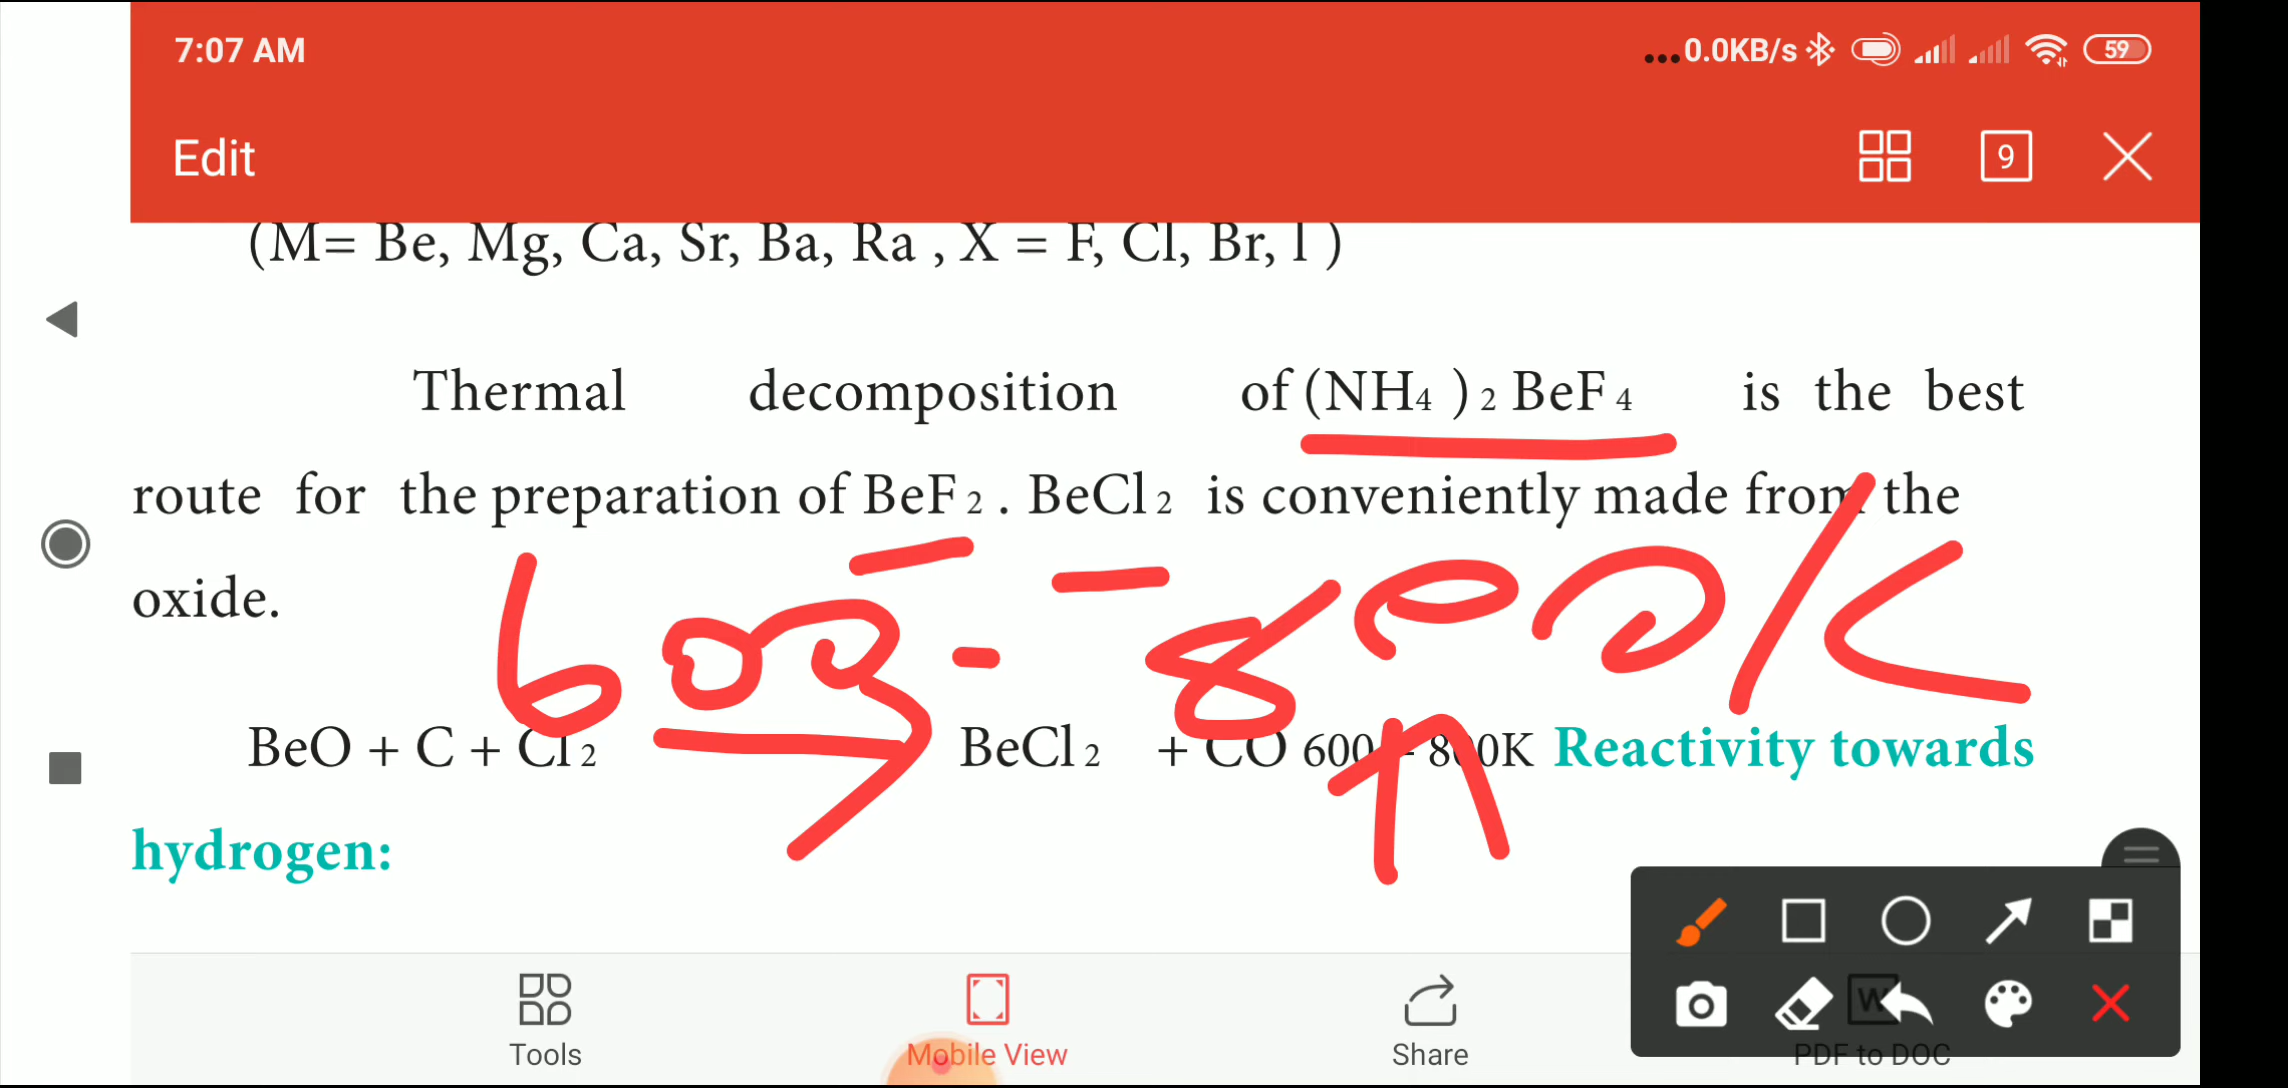 7:07 AM
...0.0KB/s 59
Edit
9
(M= Be, Mg, Ca, Sr, Ba, Ra , X = F, Cl, Br, I )
Thermal decomposition of (NH4 )2 BeF4 is the best
route for the preparation of BeF2 . BeCl2 is conveniently made from the
oxide.
600 - 800K
BeO + C + Cl2 BeCl2 + CO 600 - 800K Reactivity towards
hydrogen:
Tools
Mobile View
Share
W
PDF to DOC